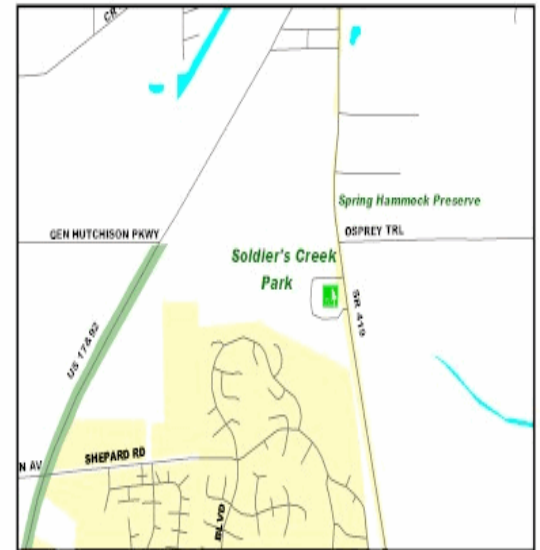 CR
Spring Hammock Preserve
GEN HUTCHISON PKWY
OSPREY TRL
Soldier's Creek
Park
SR 419
US 17&92
N AV
SHEPARD RD
BLVD